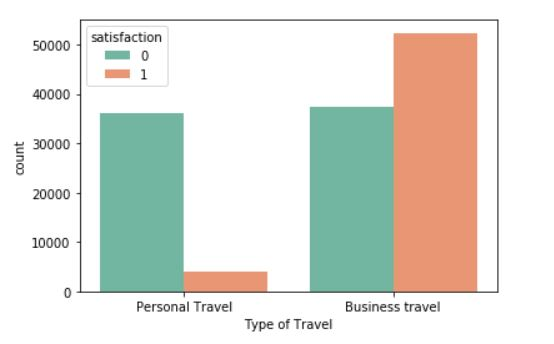 satisfaction
0
1
50000
40000
30000
20000
10000
0
count
Personal Travel
Business travel
Type of Travel